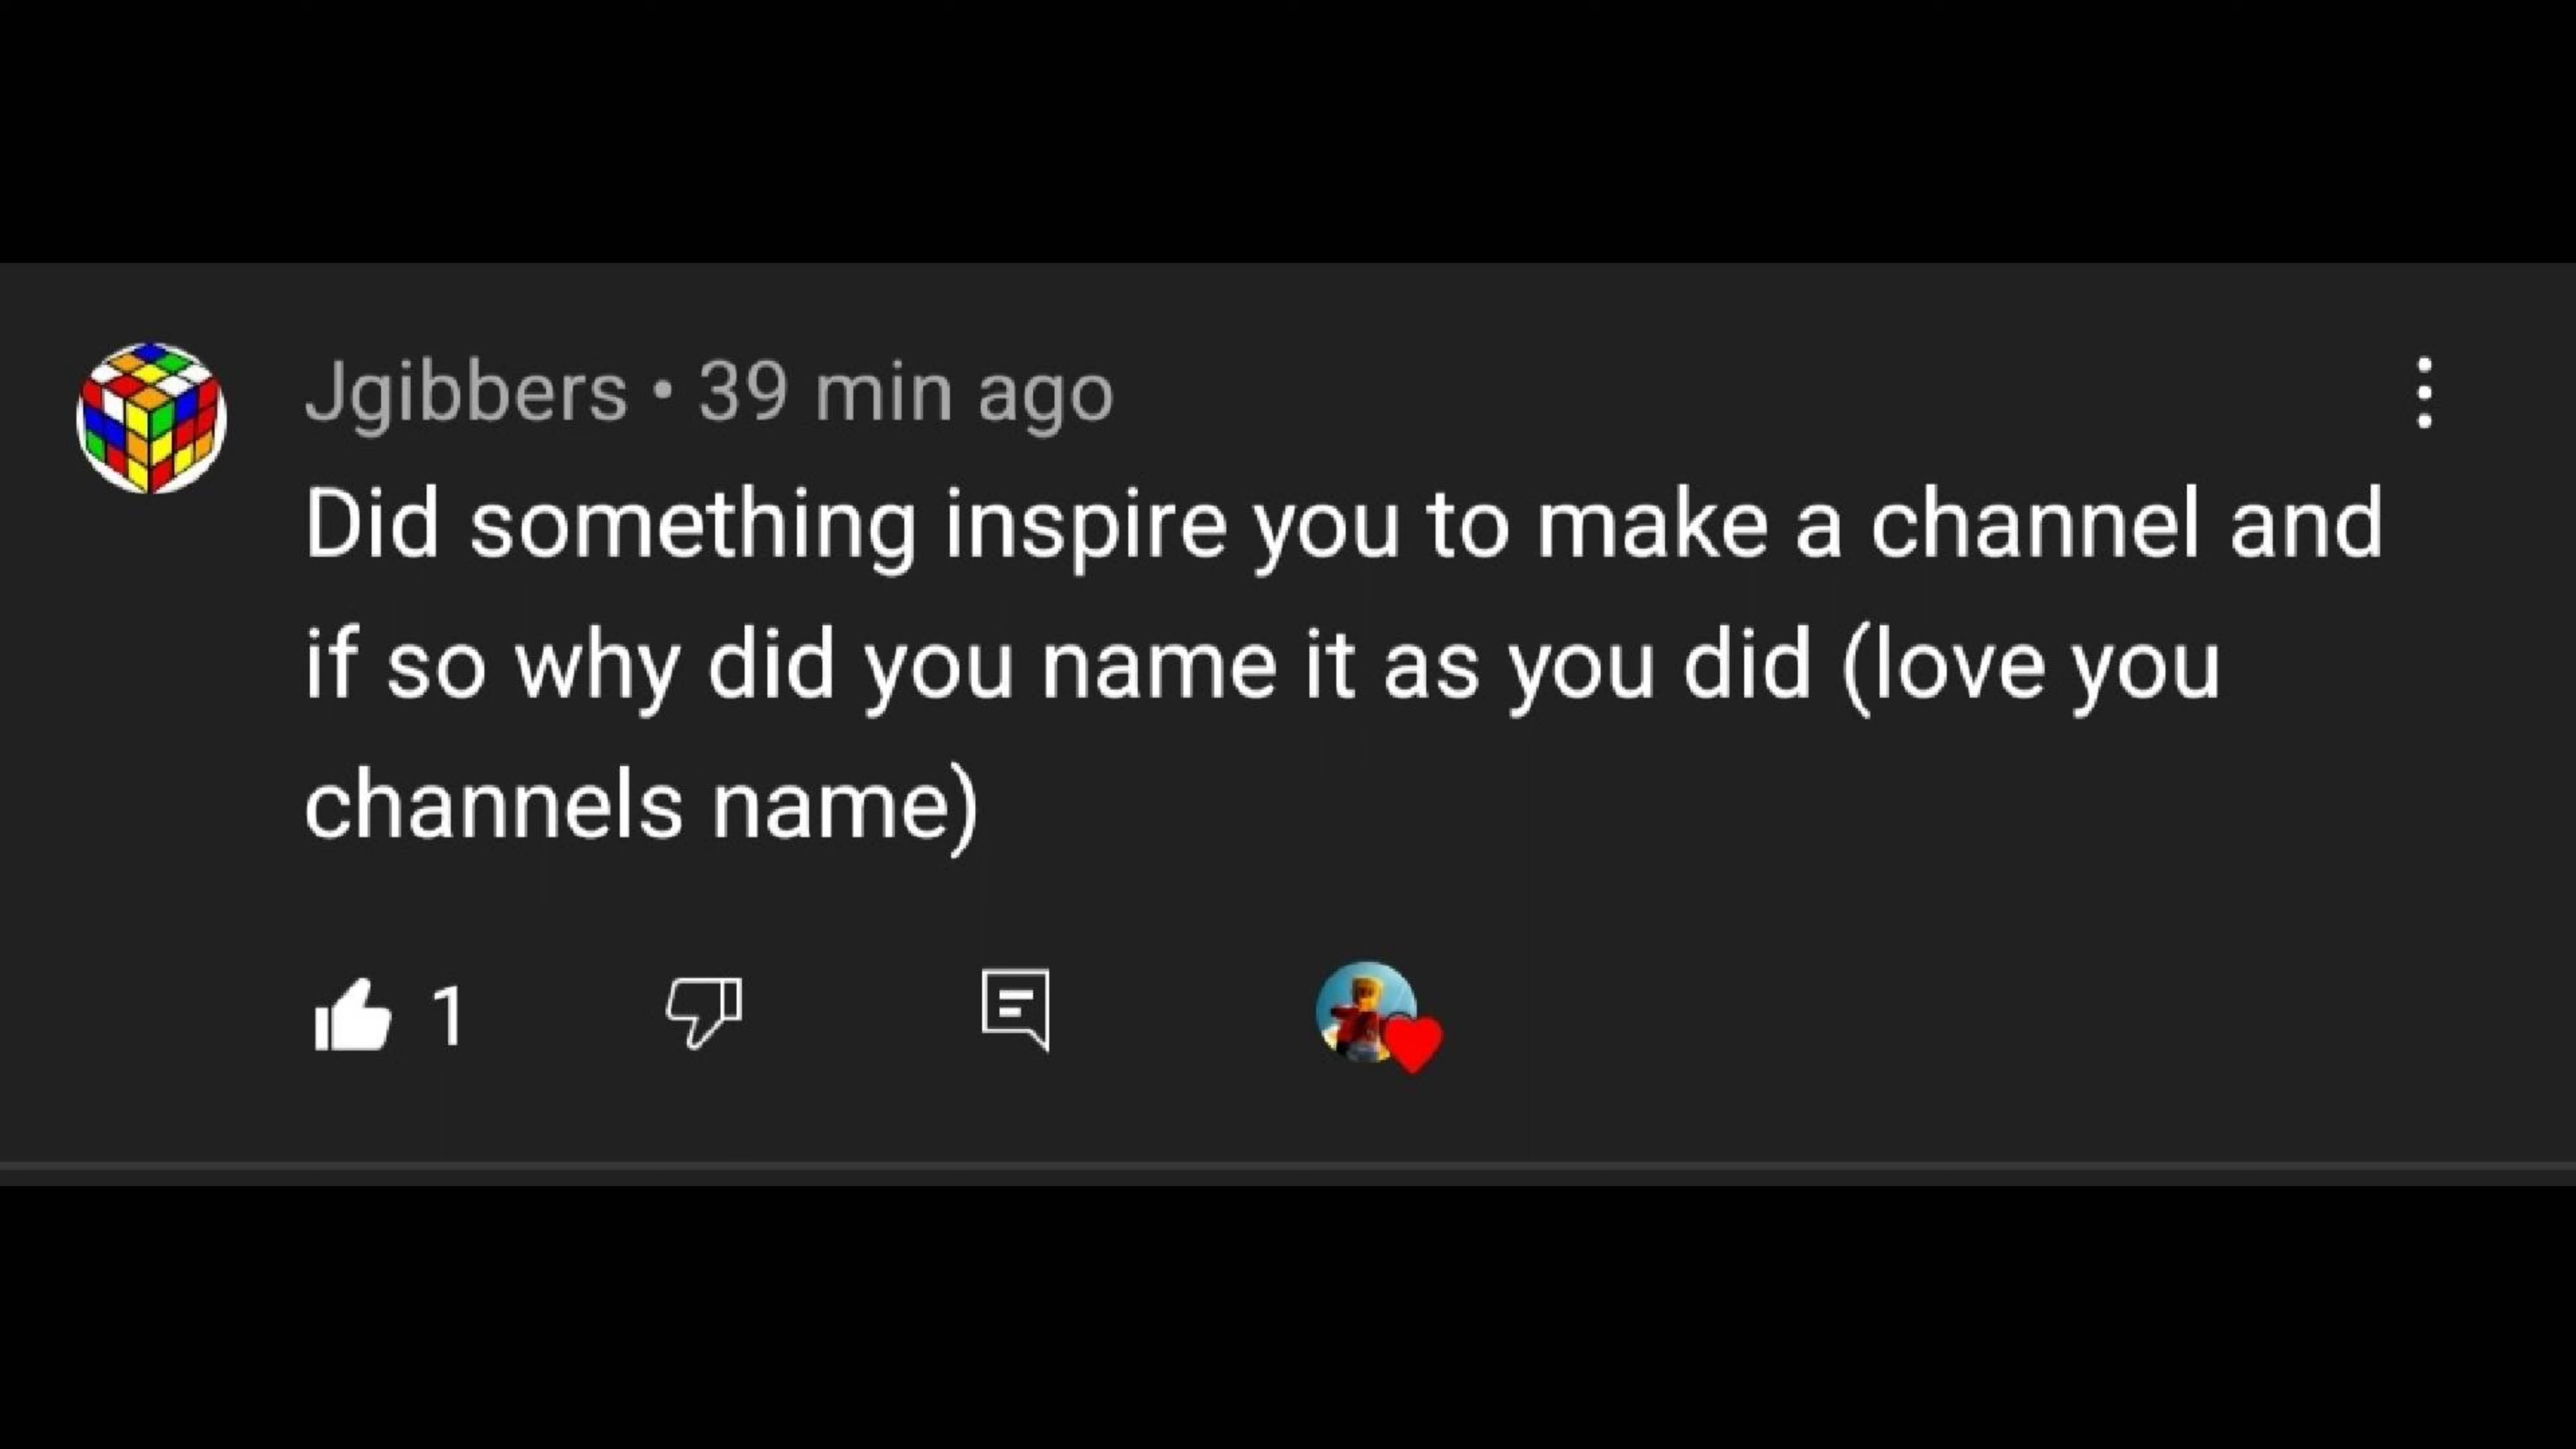 Jgibbers • 39 min ago
Did something inspire you to make a channel and
if so why did you name it as you did (love you
channels name)
1